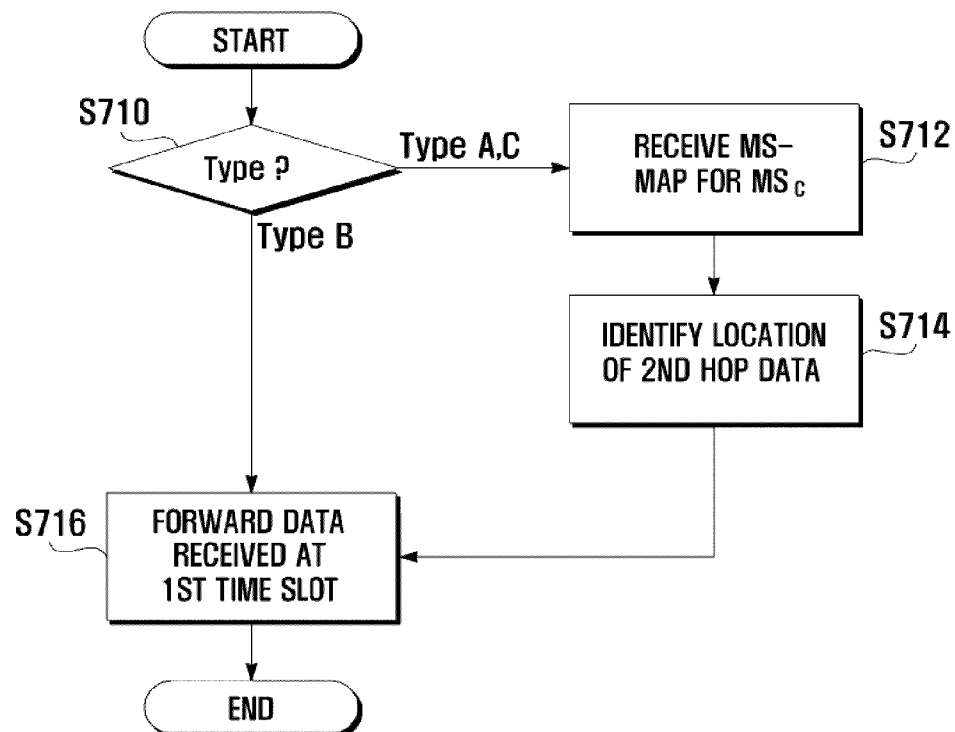 START
S710
Type ?
Type A,C
Type B
RECEIVE MS-
MAP FOR MS C
S712
IDENTIFY LOCATION
OF 2ND HOP DATA
S714
S716
FORWARD DATA
RECEIVED AT
1ST TIME SLOT
END